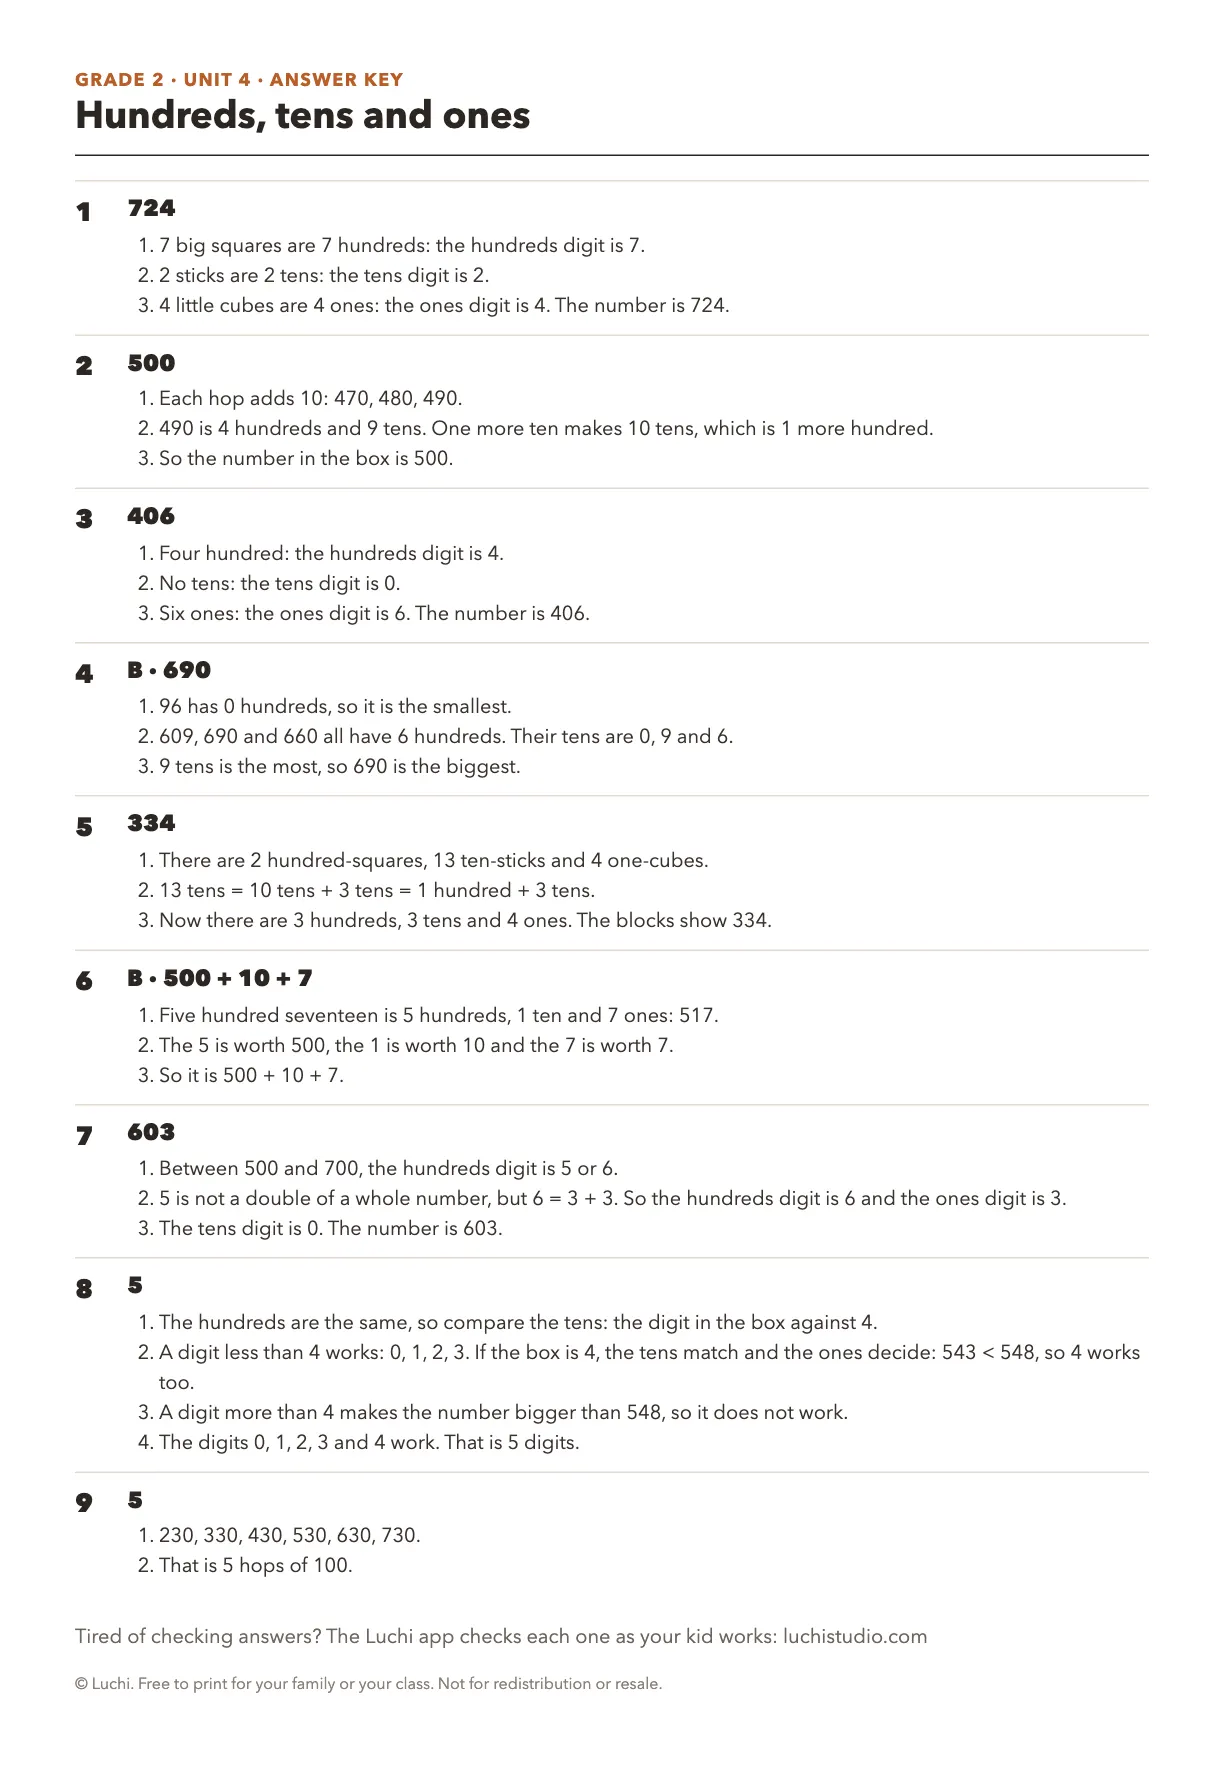 GRADE 2 · UNIT 4 · ANSWER KEY
Hundreds, tens and ones
1 724
1. 7 big squares are 7 hundreds: the hundreds digit is 7.
2. 2 sticks are 2 tens: the tens digit is 2.
3. 4 little cubes are 4 ones: the ones digit is 4. The number is 724.
2 500
1. Each hop adds 10: 470, 480, 490.
2. 490 is 4 hundreds and 9 tens. One more ten makes 10 tens, which is 1 more hundred.
3. So the number in the box is 500.
3 406
1. Four hundred: the hundreds digit is 4.
2. No tens: the tens digit is 0.
3. Six ones: the ones digit is 6. The number is 406.
4 B · 690
1. 96 has 0 hundreds, so it is the smallest.
2. 609, 690 and 660 all have 6 hundreds. Their tens are 0, 9 and 6.
3. 9 tens is the most, so 690 is the biggest.
5 334
1. There are 2 hundred-squares, 13 ten-sticks and 4 one-cubes.
2. 13 tens = 10 tens + 3 tens = 1 hundred + 3 tens.
3. Now there are 3 hundreds, 3 tens and 4 ones. The blocks show 334.
6 B · 500 + 10 + 7
1. Five hundred seventeen is 5 hundreds, 1 ten and 7 ones: 517.
2. The 5 is worth 500, the 1 is worth 10 and the 7 is worth 7.
3. So it is 500 + 10 + 7.
7 603
1. Between 500 and 700, the hundreds digit is 5 or 6.
2. 5 is not a double of a whole number, but 6 = 3 + 3. So the hundreds digit is 6 and the ones digit is 3.
3. The tens digit is 0. The number is 603.
8 5
1. The hundreds are the same, so compare the tens: the digit in the box against 4.
2. A digit less than 4 works: 0, 1, 2, 3. If the box is 4, the tens match and the ones decide: 543 < 548, so 4 works
too.
3. A digit more than 4 makes the number bigger than 548, so it does not work.
4. The digits 0, 1, 2, 3 and 4 work. That is 5 digits.
9 5
1. 230, 330, 430, 530, 630, 730.
2. That is 5 hops of 100.
Tired of checking answers? The Luchi app checks each one as your kid works: luchistudio.com
© Luchi. Free to print for your family or your class. Not for redistribution or resale.